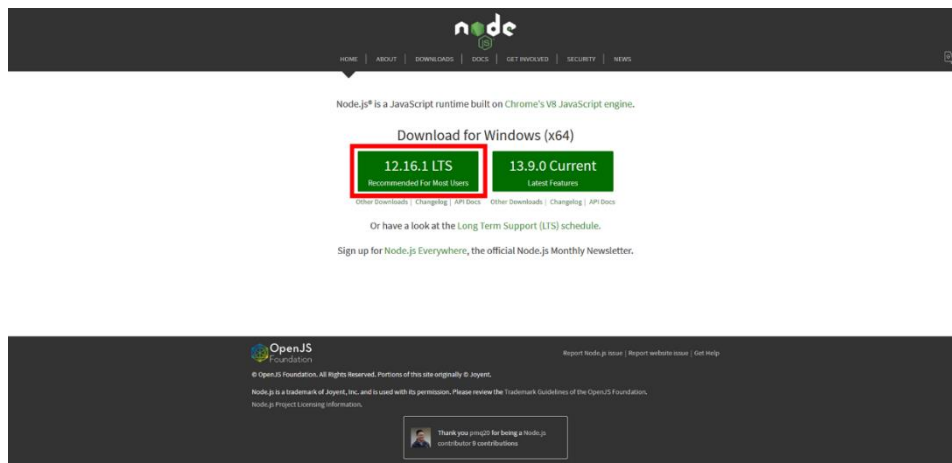 node
JS
HOME | ABOUT | DOWNLOADS | DOCS | GET INVOLVED | SECURITY | NEWS
Node.js® is a JavaScript runtime built on Chrome's V8 JavaScript engine.
Download for Windows (x64)
12.16.1 LTS
Recommended For Most Users
13.9.0 Current
Latest Features
Other Downloads | Changelog | API Docs
Other Downloads | Changelog | API Docs
Or have a look at the Long Term Support (LTS) schedule.
Sign up for Node.js Everywhere, the official Node.js Monthly Newsletter.
OpenJS
Foundation
Report Node.js issue | Report website issue | Get Help
© OpenJS Foundation. All Rights Reserved. Portions of this site originally © Joyent.
Node.js is a trademark of Joyent, Inc. and is used with its permission. Please review the Trademark Guidelines of the OpenJS Foundation.
Node.js Project Licensing Information.
Thank you pmq20 for being a Node.js
contributor 9 contributions